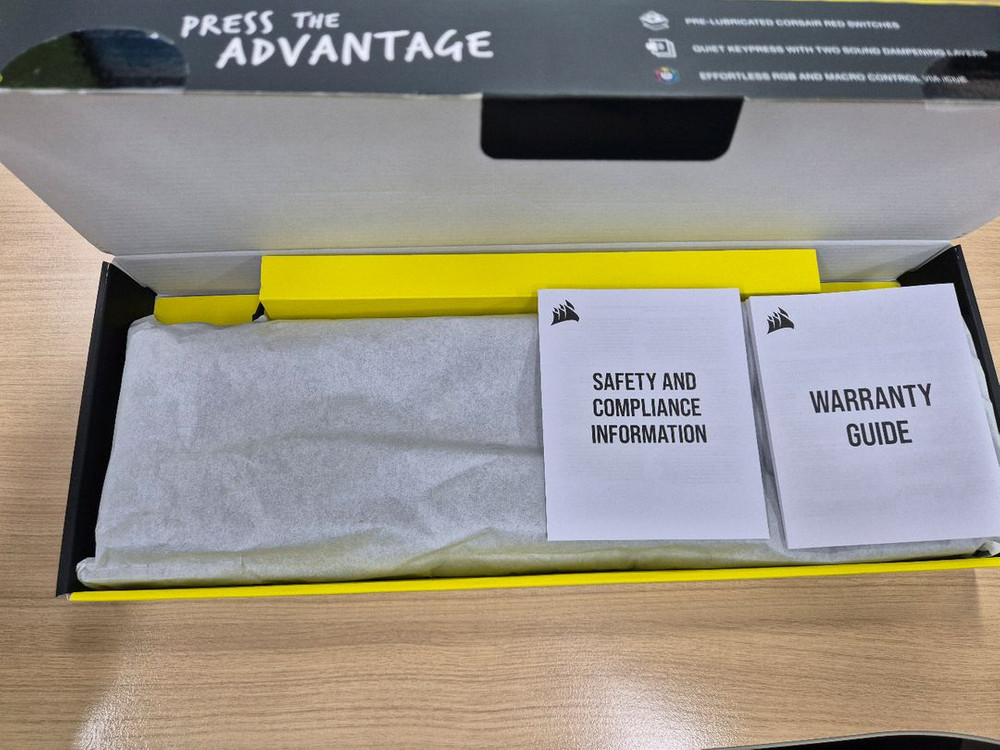 PRESS THE
ADVANTAGE
PRE-LUBRICATED CORSAIR RED SWITCHES
QUIET KEYPRESS WITH TWO SOUND DAMPENING LAYERS
EFFORTLESS RGB AND MACRO CONTROL VIA iCUE
SAFETY AND
COMPLIANCE
INFORMATION
WARRANTY
GUIDE